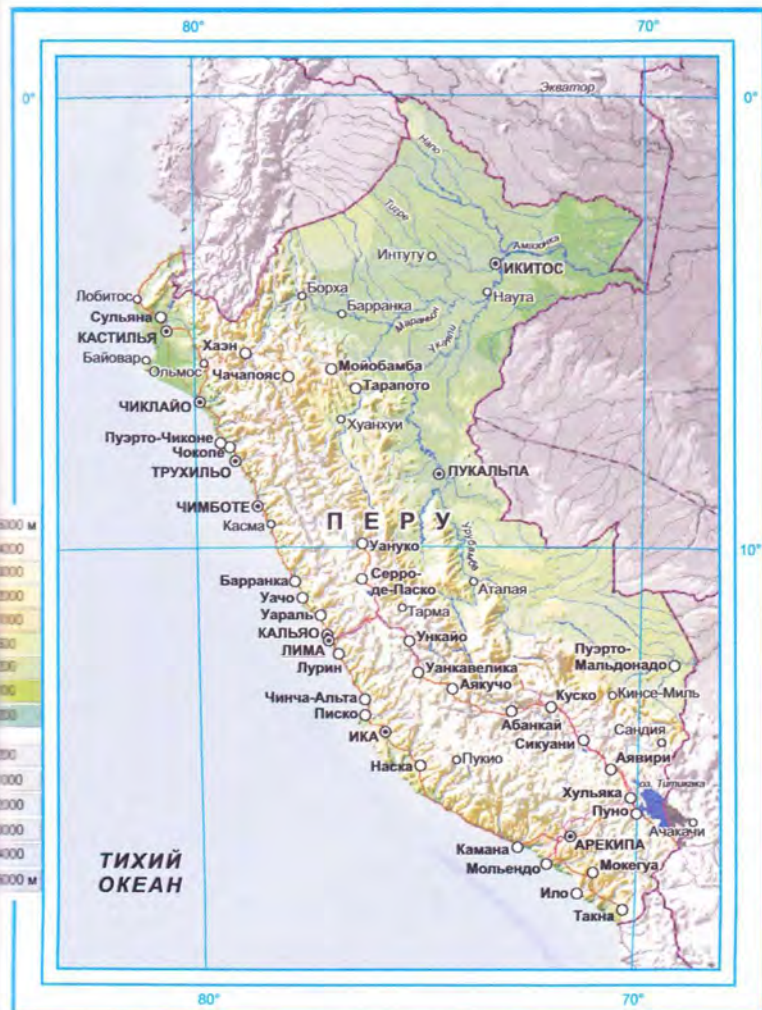 80°
70°
0°
Экватор
0°
Напо
Тигре
Интуту
Амазонка
ИКИТОС
Борха
Наута
Лобитос
Барранка
Сульяна
Мараньон
КАСТИЛЬЯ
Укаяли
Хаэн
Байовар
Мойобамба
Ольмос
Чачапояс
Тарапото
ЧИКЛАЙО
Хуанхуи
Пуэрто-Чиконе
Чокопе
ТРУХИЛЬО
ПУКАЛЬПА
ЧИМБОТЕ
Касма
ПЕРУ
Урубамба
10°
Уануко
Барранка
Серро-
де-Паско
Аталая
Уачо
Тарма
Уараль
КАЛЬЯО
ЛИМА
Ункайо
Пуэрто-
Мальдонадо
Лурин
Уанкавелика
Аякучо
Чинча-Альта
Куско
Кинсе-Миль
Писко
Абанкай
ИКА
Сикуани
Сандия
Наска
Пукио
Аявири
оз. Титикака
Хульяка
Пуно
Ачакачи
ТИХИЙ
ОКЕАН
Камана
АРЕКИПА
Мольендо
Мокегуа
Ило
Такна
80°
70°